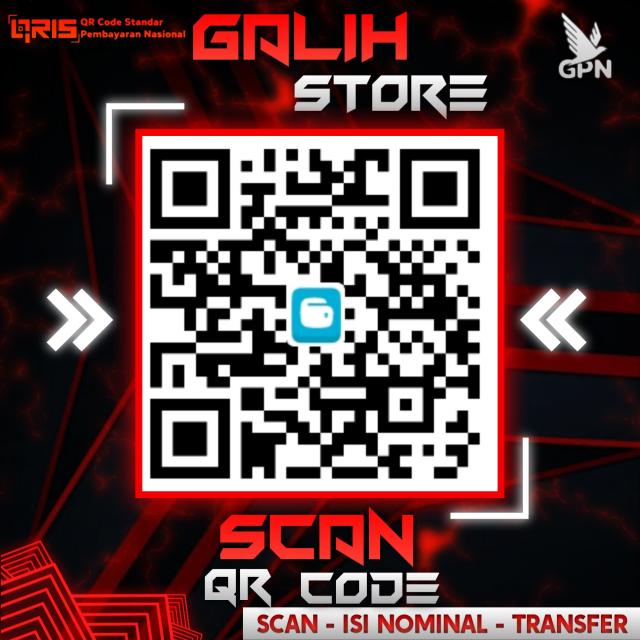 QRIS QR Code Standar
Pembayaran Nasional
GALIH
STORE
GPN
SCAN
QR CODE
SCAN - ISI NOMINAL - TRANSFER